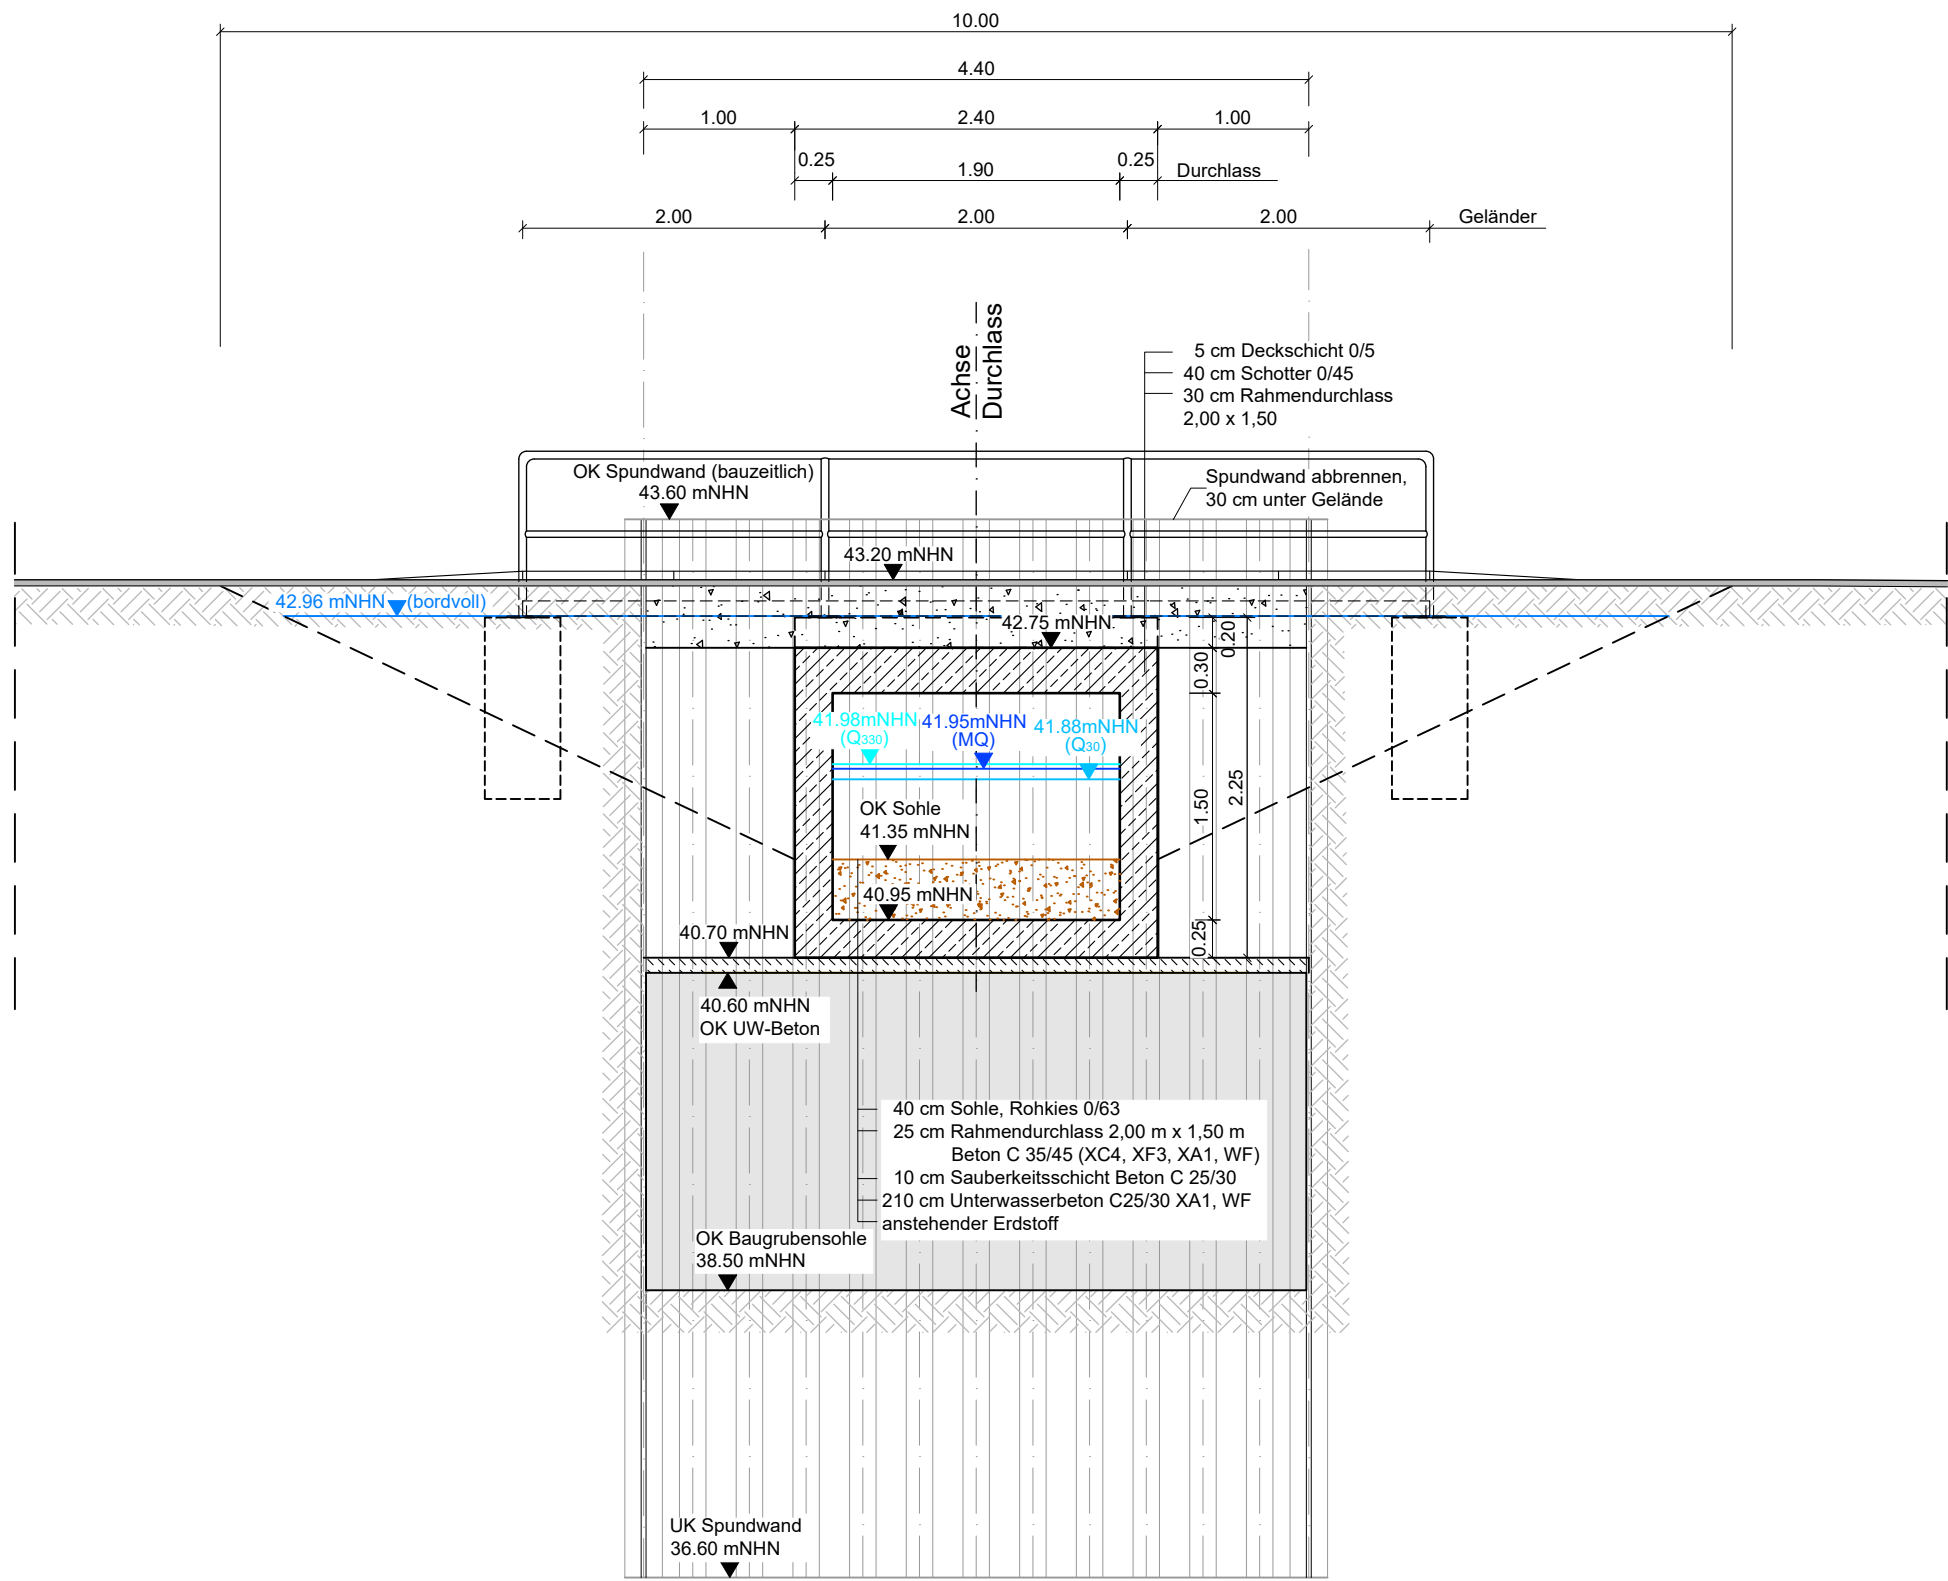 10.00
4.40
1.00
2.40
1.00
0.25
1.90
0.25
Durchlass
2.00
2.00
2.00
Geländer
Achse
Durchlass
5 cm Deckschicht 0/5
40 cm Schotter 0/45
30 cm Rahmendurchlass
2,00 x 1,50
OK Spundwand (bauzeitlich)
43.60 mNHN
Spundwand abbrennen,
30 cm unter Gelände
43.20 mNHN
42.96 mNHN (bordvoll)
42.75 mNHN
0.20
0.30
1.50
2.25
0.25
41.98mNHN
(Q330)
41.95mNHN
(MQ)
41.88mNHN
(Q30)
OK Sohle
41.35 mNHN
40.95 mNHN
40.70 mNHN
40.60 mNHN
OK UW-Beton
40 cm Sohle, Rohkies 0/63
25 cm Rahmendurchlass 2,00 m x 1,50 m
Beton C 35/45 (XC4, XF3, XA1, WF)
10 cm Sauberkeitsschicht Beton C 25/30
210 cm Unterwasserbeton C25/30 XA1, WF
anstehender Erdstoff
OK Baugrubensohle
38.50 mNHN
UK Spundwand
36.60 mNHN